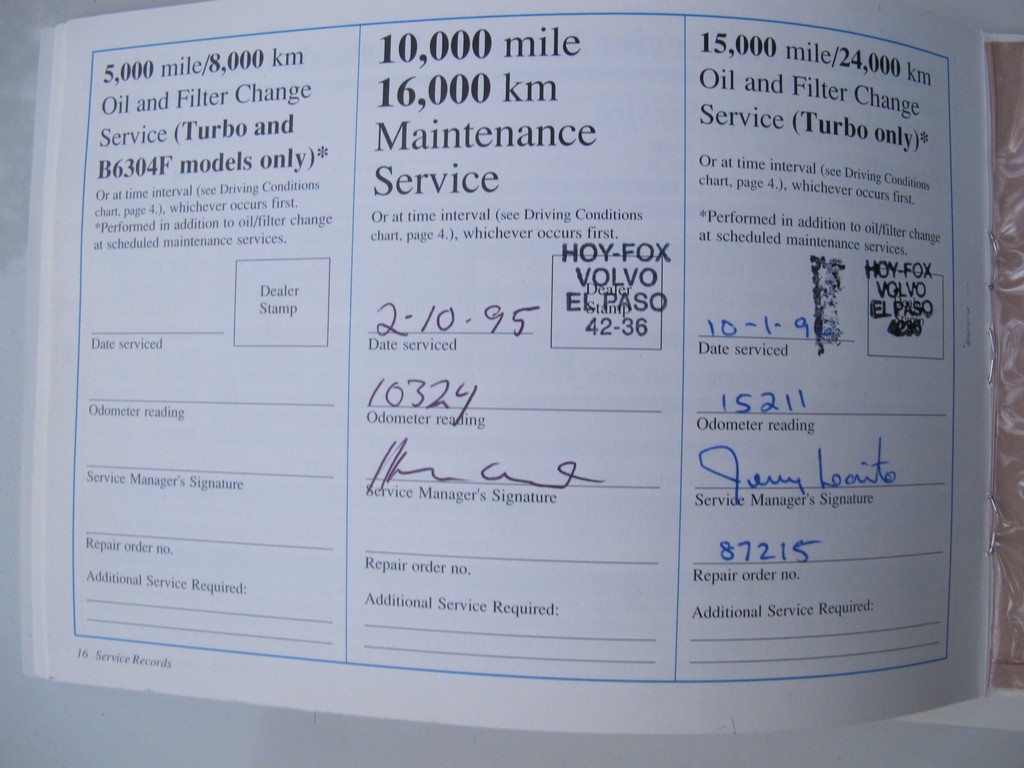 5,000 mile/8,000 km
Oil and Filter Change
Service (Turbo and
B6304F models only)*
Or at time interval (see Driving Conditions
chart, page 4.), whichever occurs first.
*Performed in addition to oil/filter change
at scheduled maintenance services.
Dealer
Stamp
Date serviced
Odometer reading
Service Manager's Signature
Repair order no.
Additional Service Required:
10,000 mile
16,000 km
Maintenance
Service
Or at time interval (see Driving Conditions
chart, page 4.), whichever occurs first.
HOY-FOX
VOLVO
Dealer
EL PASO
Stamp
42-36
2-10-95
Date serviced
10324
Odometer reading
Service Manager's Signature
Repair order no.
Additional Service Required:
15,000 mile/24,000 km
Oil and Filter Change
Service (Turbo only)*
Or at time interval (see Driving Conditions
chart, page 4.), whichever occurs first.
*Performed in addition to oil/filter change
at scheduled maintenance services.
HOY-FOX
VOLVO
EL PASO
10-1-96
Date serviced
15211
Odometer reading
Service Manager's Signature
87215
Repair order no.
Additional Service Required:
16 Service Records